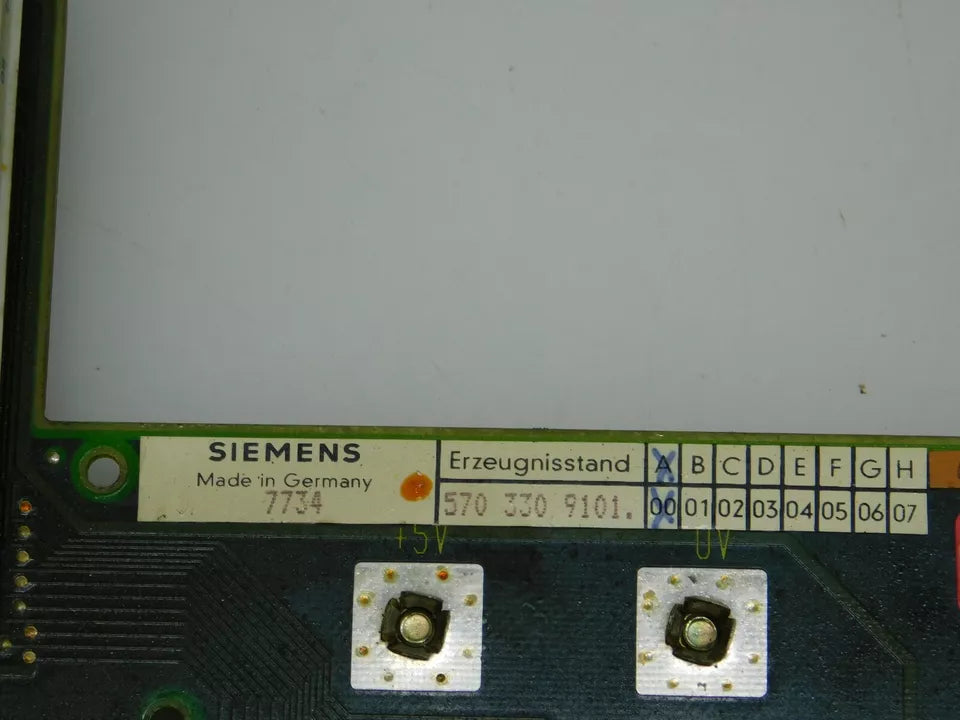 SIEMENS
Made in Germany
7734
Erzeugnisstand A B C D E F G H
570 330 9101. 00 01 02 03 04 05 06 07
+5V 0V